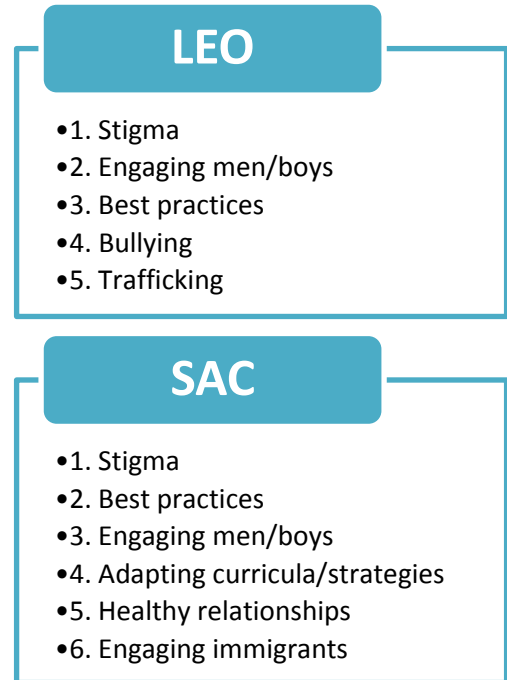 LEO
•1. Stigma
•2. Engaging men/boys
•3. Best practices
•4. Bullying
•5. Trafficking
SAC
•1. Stigma
•2. Best practices
•3. Engaging men/boys
•4. Adapting curricula/strategies
•5. Healthy relationships
•6. Engaging immigrants